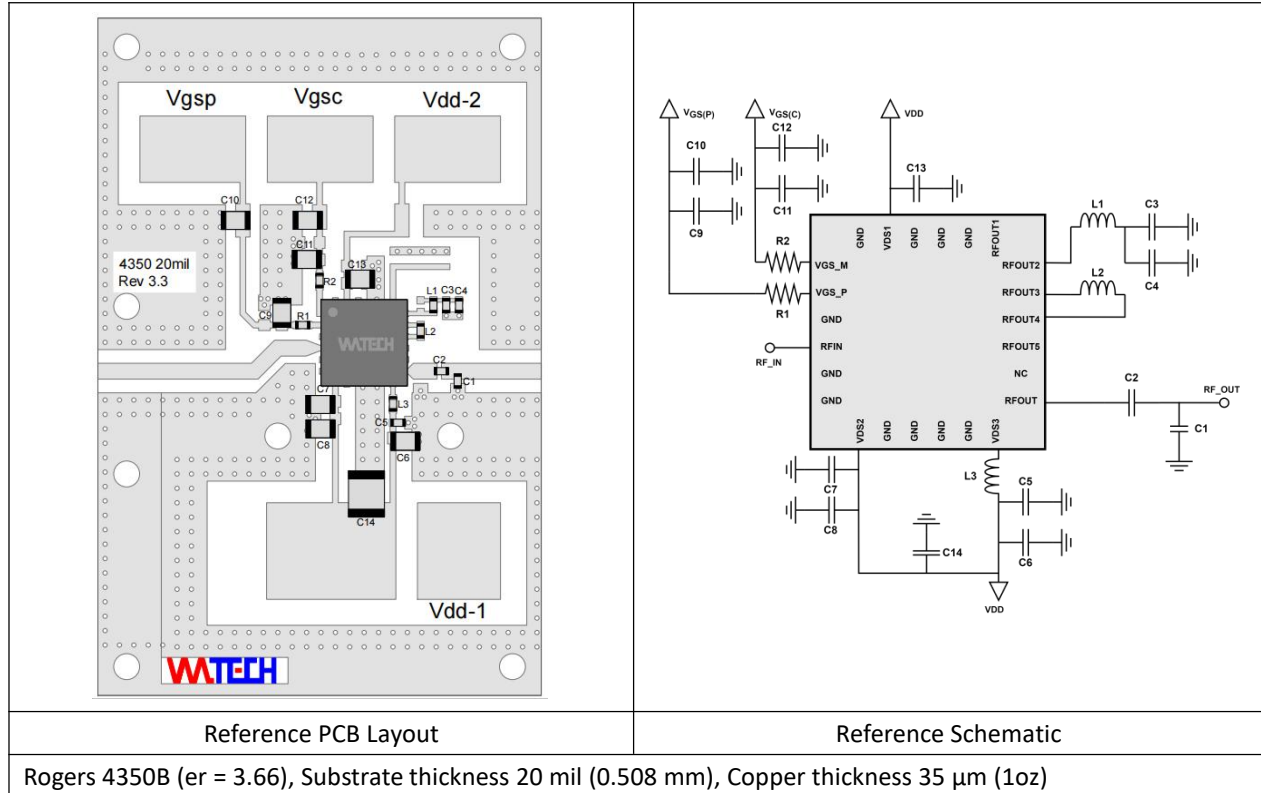 Vgsp
Vgsc
Vdd-2
C10
C12
C11
4350 20mil
Rev 3.3
R2
C13
C9
R1
L1
C3
C4
L2
WATECH
C2
C1
C7
L3
C5
C8
C6
C14
Vdd-1
WATECH
VGS(P)
VGS(C)
VDD
C12
C10
C13
C11
C9
L1
C3
R2
C4
L2
R1
GND
VDS1
GND
GND
GND
RFOUT1
VGS_M
VGS_P
GND
RFIN
GND
GND
RFOUT2
RFOUT3
RFOUT4
RFOUT5
NC
RFOUT
RF_IN
C2
RF_OUT
C1
VDS2
GND
GND
GND
GND
VDS3
L3
C7
C5
C8
C14
C6
VDD
Reference PCB Layout
Reference Schematic
Rogers 4350B (er = 3.66), Substrate thickness 20 mil (0.508 mm), Copper thickness 35 μm (1oz)